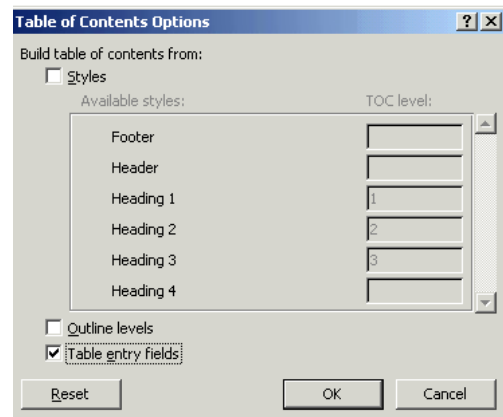 Table of Contents Options
Build table of contents from:
Styles
Available styles: TOC level:
Footer
Header
Heading 1 1
Heading 2 2
Heading 3 3
Heading 4
Outline levels
Table entry fields
Reset OK Cancel